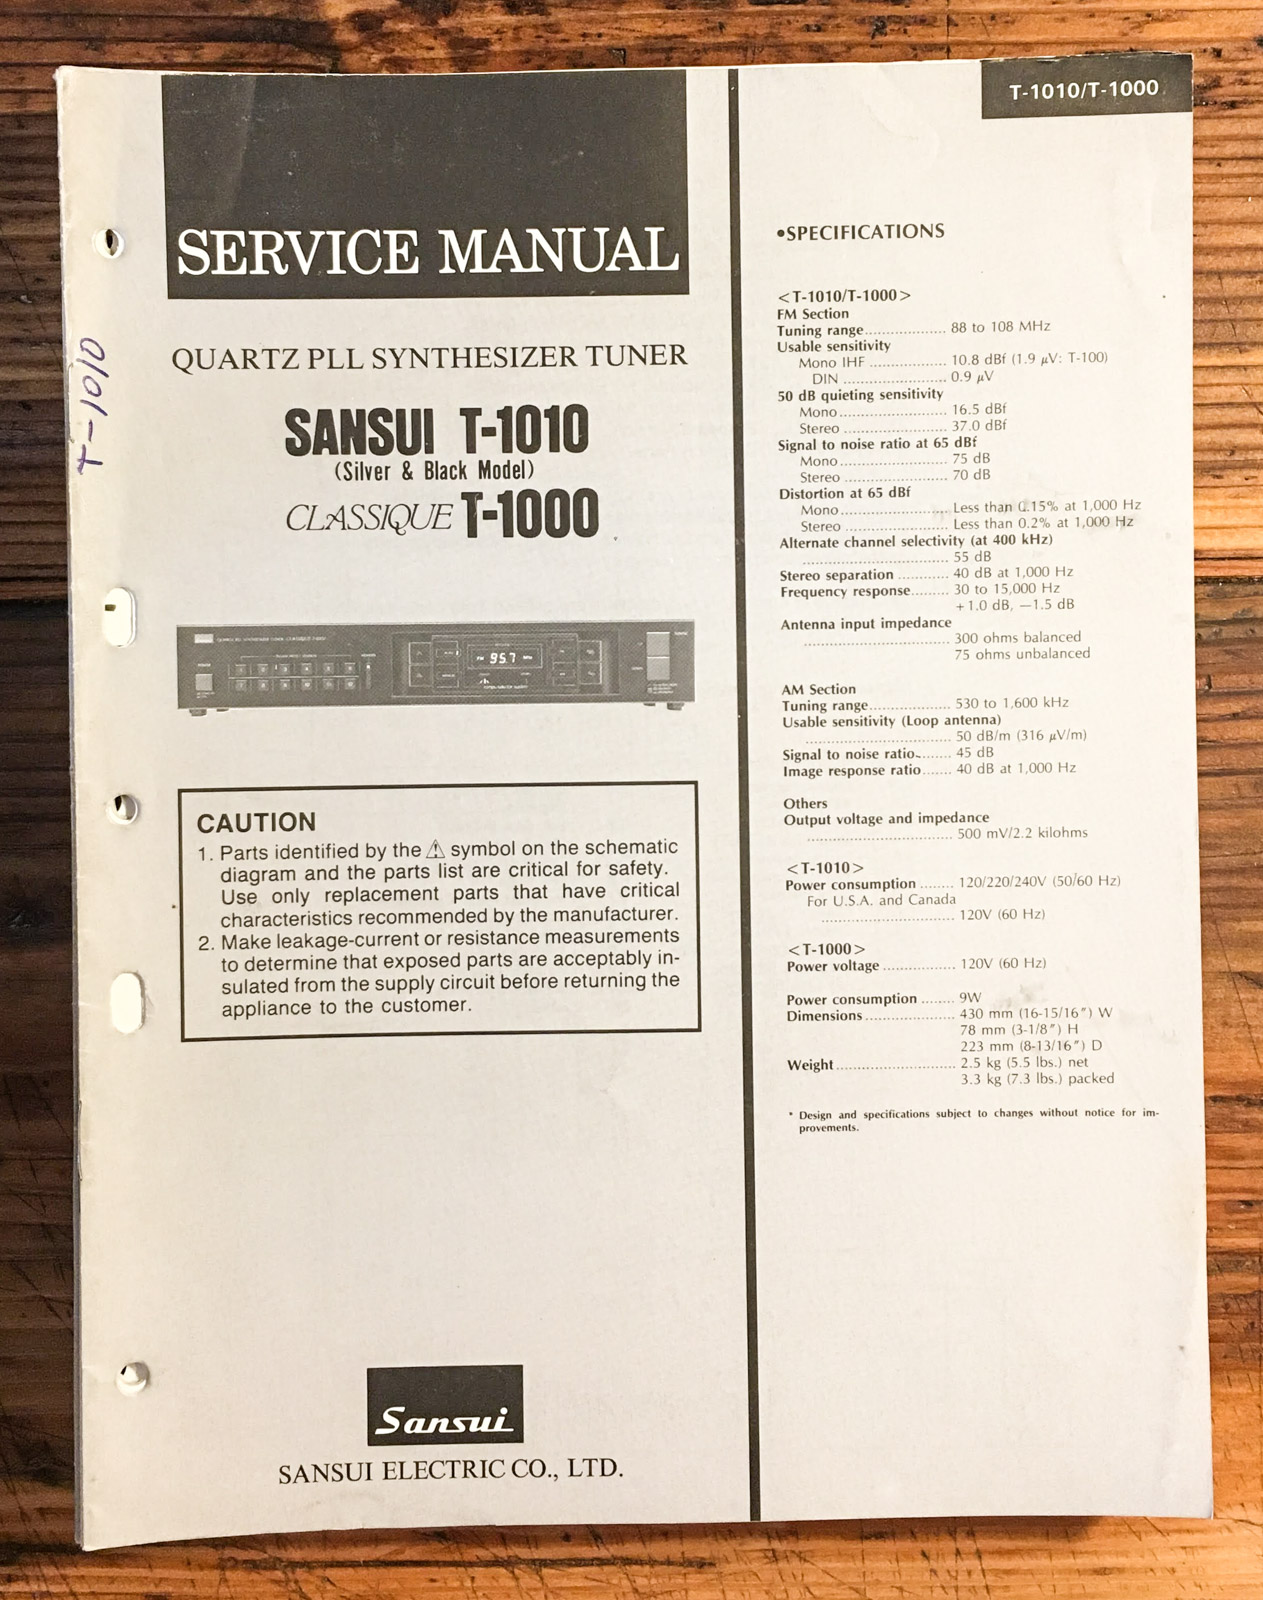 T-1010/T-1000
SERVICE MANUAL
QUARTZ PLL SYNTHESIZER TUNER
SANSUI T-1010
(Silver & Black Model)
CLASSIQUE T-1000
T-1010
FM 95.7 MHz
CAUTION
1. Parts identified by the ⚠ symbol on the schematic
diagram and the parts list are critical for safety.
Use only replacement parts that have critical
characteristics recommended by the manufacturer.
2. Make leakage-current or resistance measurements
to determine that exposed parts are acceptably in-
sulated from the supply circuit before returning the
appliance to the customer.
Sansui
SANSUI ELECTRIC CO., LTD.
•SPECIFICATIONS
<T-1010/T-1000>
FM Section
Tuning range.................... 88 to 108 MHz
Usable sensitivity
Mono IHF ................... 10.8 dBf (1.9 µV: T-100)
DIN ......................... 0.9 µV
50 dB quieting sensitivity
Mono.......................... 16.5 dBf
Stereo ......................... 37.0 dBf
Signal to noise ratio at 65 dBf
Mono.......................... 75 dB
Stereo ......................... 70 dB
Distortion at 65 dBf
Mono............................. Less than 0.15% at 1,000 Hz
Stereo ......................... Less than 0.2% at 1,000 Hz
Alternate channel selectivity (at 400 kHz)
.................................... 55 dB
Stereo separation ............ 40 dB at 1,000 Hz
Frequency response......... 30 to 15,000 Hz
+1.0 dB, −1.5 dB
Antenna input impedance
.................................... 300 ohms balanced
75 ohms unbalanced
AM Section
Tuning range.................... 530 to 1,600 kHz
Usable sensitivity (Loop antenna)
.................................... 50 dB/m (316 µV/m)
Signal to noise ratio......... 45 dB
Image response ratio....... 40 dB at 1,000 Hz
Others
Output voltage and impedance
.................................... 500 mV/2.2 kilohms
<T-1010>
Power consumption ........ 120/220/240V (50/60 Hz)
For U.S.A. and Canada
................................. 120V (60 Hz)
<T-1000>
Power voltage .................. 120V (60 Hz)
Power consumption ........ 9W
Dimensions ...................... 430 mm (16-15/16″) W
78 mm (3-1/8″) H
223 mm (8-13/16″) D
Weight ............................. 2.5 kg (5.5 lbs.) net
3.3 kg (7.3 lbs.) packed
* Design and specifications subject to changes without notice for im-
provements.